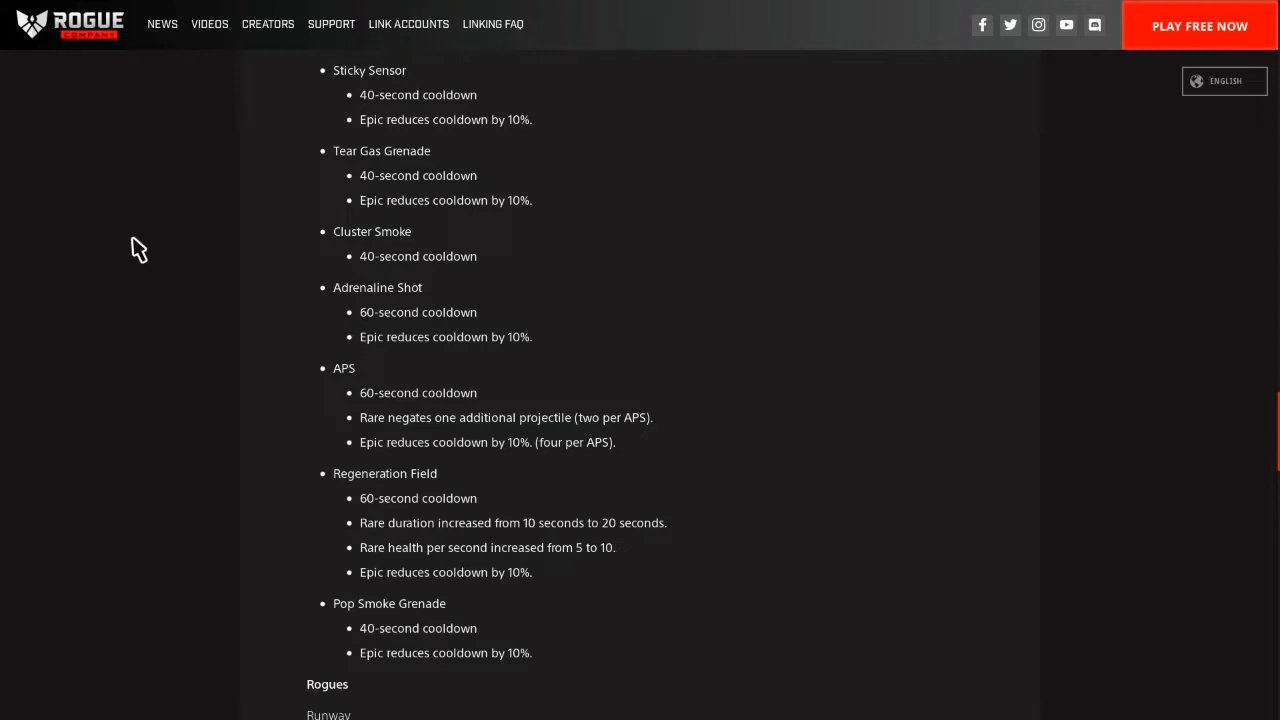 ROGUE
COMPANY
NEWS VIDEOS CREATORS SUPPORT LINK ACCOUNTS LINKING FAQ
PLAY FREE NOW
ENGLISH
Sticky Sensor
40-second cooldown
Epic reduces cooldown by 10%.
Tear Gas Grenade
40-second cooldown
Epic reduces cooldown by 10%.
Cluster Smoke
40-second cooldown
Adrenaline Shot
60-second cooldown
Epic reduces cooldown by 10%.
APS
60-second cooldown
Rare negates one additional projectile (two per APS).
Epic reduces cooldown by 10%. (four per APS).
Regeneration Field
60-second cooldown
Rare duration increased from 10 seconds to 20 seconds.
Rare health per second increased from 5 to 10.
Epic reduces cooldown by 10%.
Pop Smoke Grenade
40-second cooldown
Epic reduces cooldown by 10%.
Rogues
Runway